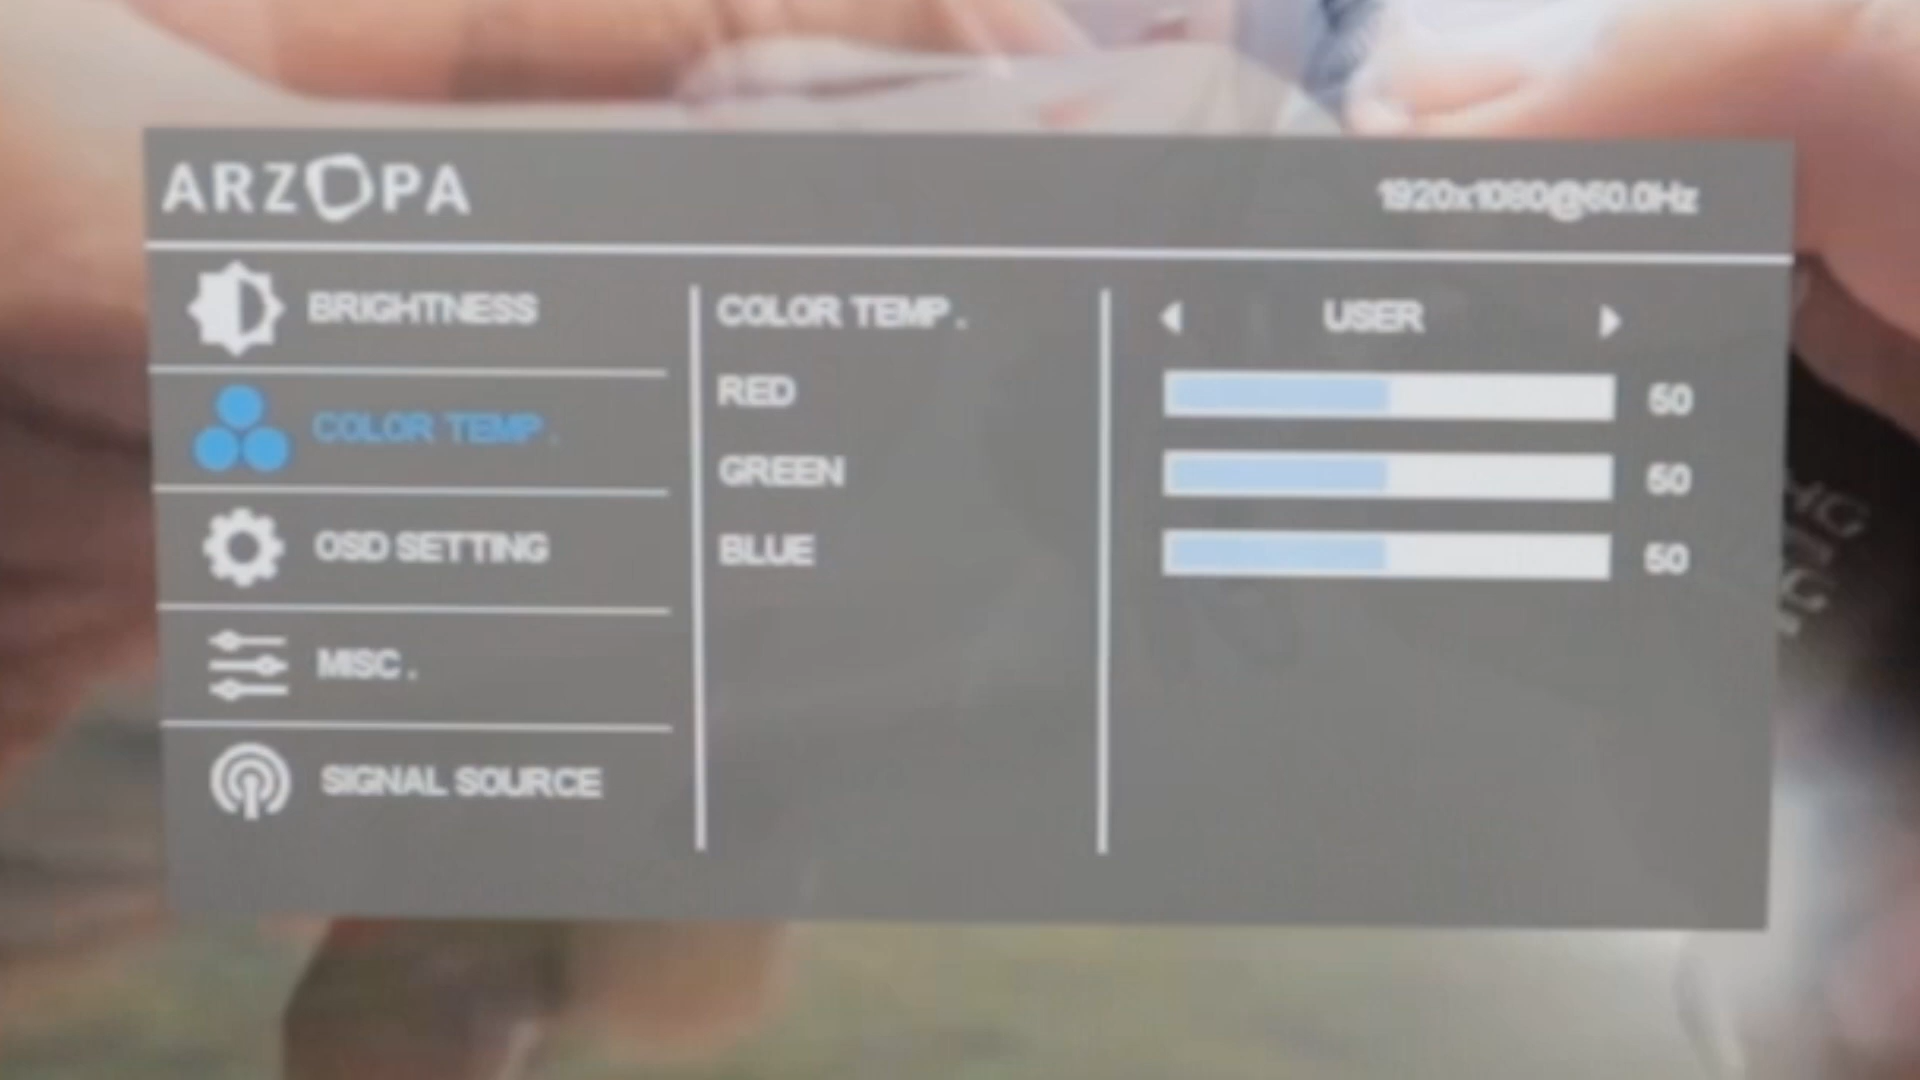 ARZOPA
1920x1080@60.0Hz
BRIGHTNESS
COLOR TEMP.
OSD SETTING
MISC.
SIGNAL SOURCE
COLOR TEMP.
USER
RED
50
GREEN
50
BLUE
50